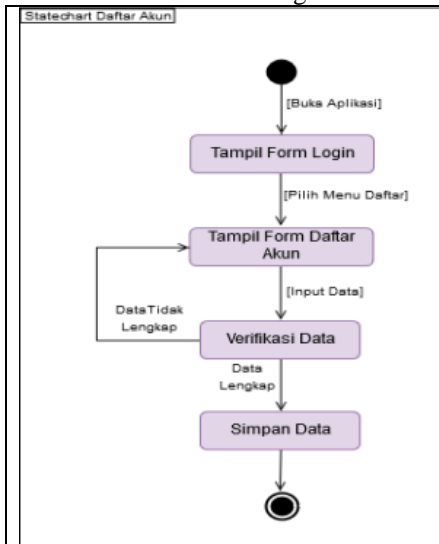 Statechart Daftar Akun
[Buka Aplikasi]
Tampil Form Login
[Pilih Menu Daftar]
Tampil Form Daftar
Akun
[Input Data]
DataTidak
Lengkap
Verifikasi Data
Data
Lengkap
Simpan Data